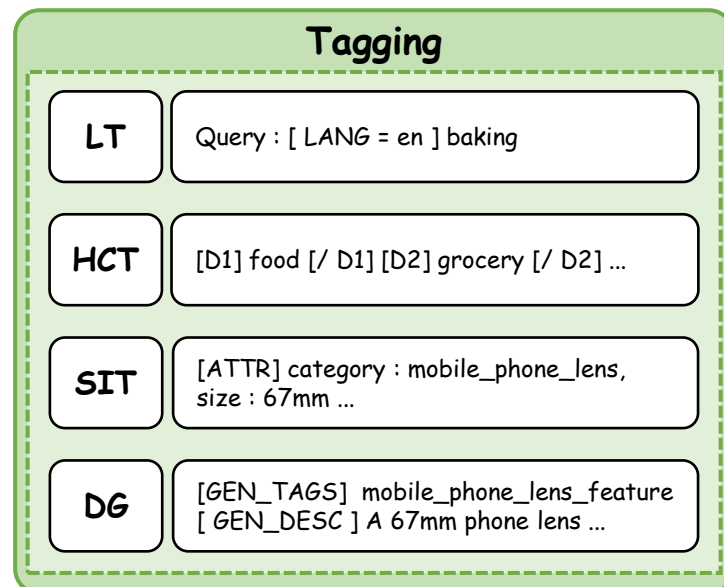 Tagging
LT
Query : [ LANG = en ] baking
HCT
[D1] food [/ D1] [D2] grocery [/ D2] ...
SIT
[ATTR] category : mobile_phone_lens,
size : 67mm ...
DG
[GEN_TAGS] mobile_phone_lens_feature
[ GEN_DESC ] A 67mm phone lens ...